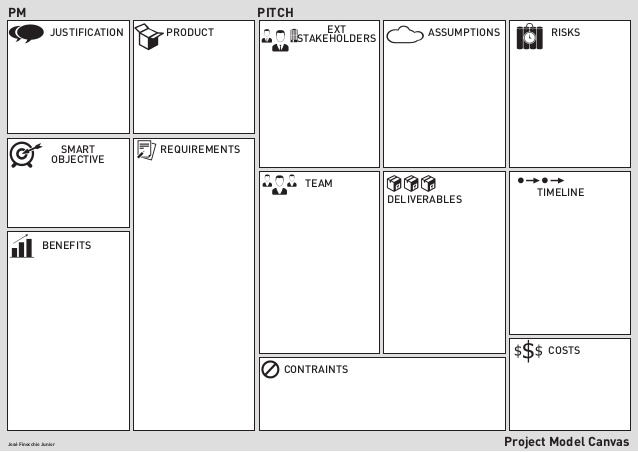 PM
PITCH
JUSTIFICATION
PRODUCT
EXT
STAKEHOLDERS
ASSUMPTIONS
RISKS
SMART
OBJECTIVE
REQUIREMENTS
TEAM
DELIVERABLES
TIMELINE
BENEFITS
CONTRAINTS
$$$ COSTS
José Finocchio Junior
Project Model Canvas